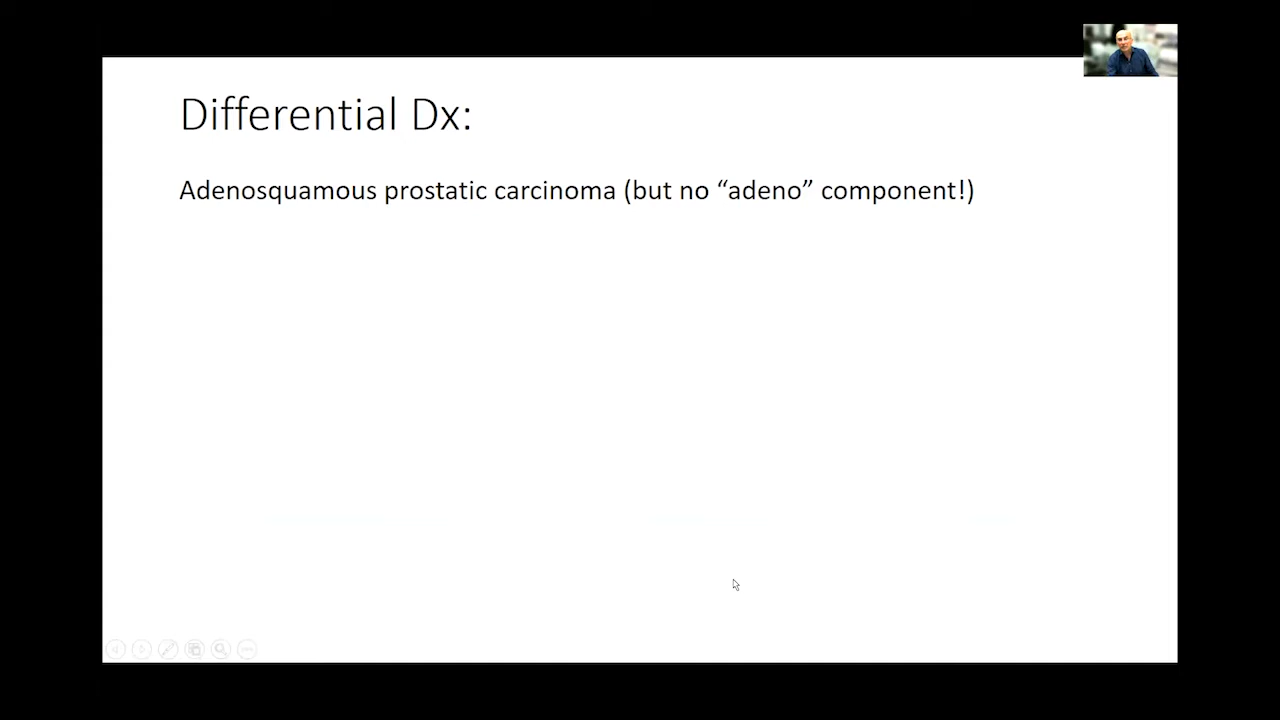 Differential Dx:
Adenosquamous prostatic carcinoma (but no “adeno” component!)